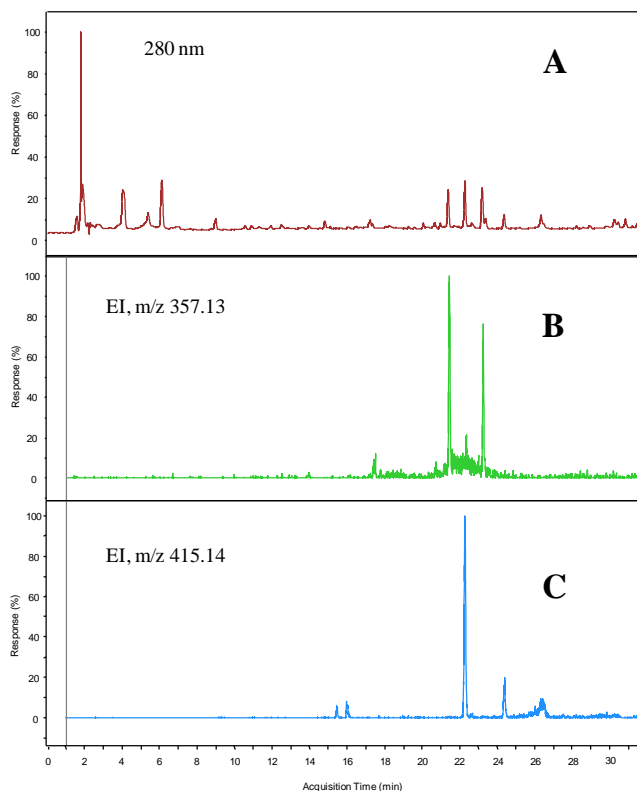 280 nm
A
Response (%)
100
80
60
40
20
0
EI, m/z 357.13
B
Response (%)
100
80
60
40
20
0
EI, m/z 415.14
C
Response (%)
100
80
60
40
20
0
0 2 4 6 8 10 12 14 16 18 20 22 24 26 28 30
Acquisition Time (min)